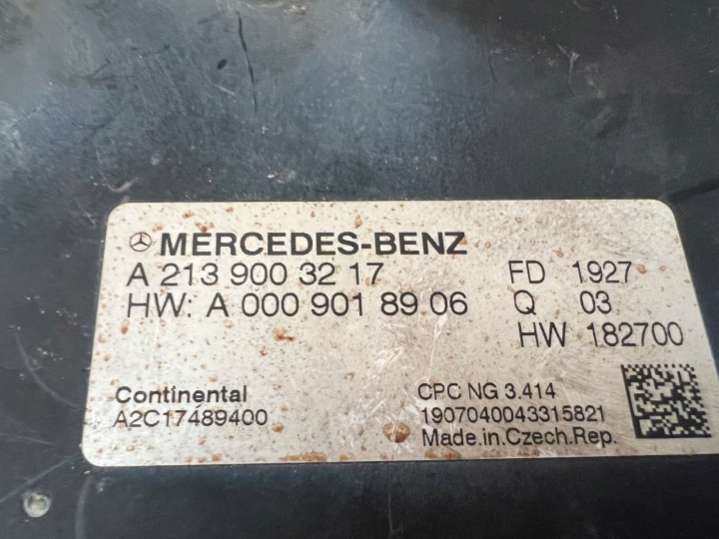 MERCEDES-BENZ
A 213 900 32 17 FD 1927
HW: A 000 901 89 06 Q 03
HW 182700
Continental CPC NG 3.414
A2C17489400 1907040043315821
Made.in.Czech.Rep.